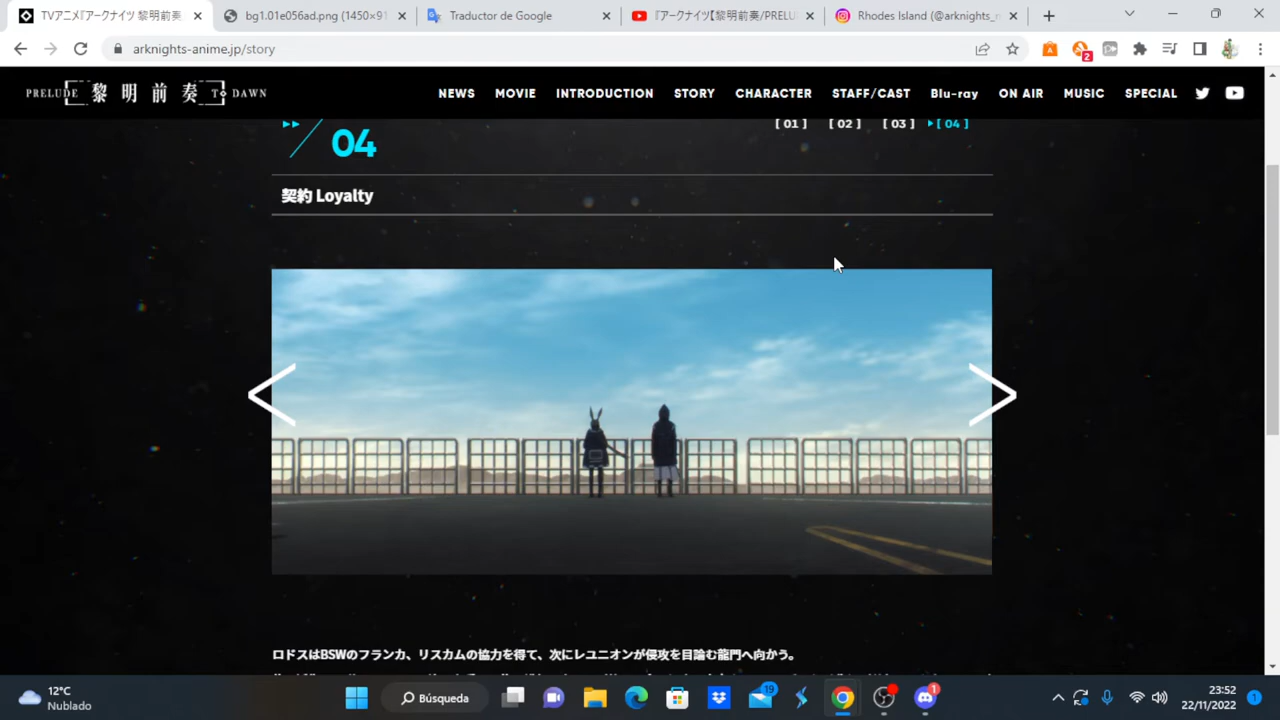 TVアニメ『アークナイツ 黎明前奏
bg1.01e056ad.png (1450×91
Traductor de Google
『アークナイツ【黎明前奏/PRELU
Rhodes Island (@arknights_
arknights-anime.jp/story
2
PRELUDE 黎明前奏 TO DAWN
NEWS MOVIE INTRODUCTION STORY CHARACTER STAFF/CAST Blu-ray ON AIR MUSIC SPECIAL
04
[ 01 ] [ 02 ] [ 03 ] [ 04 ]
契約 Loyalty
ロドスはBSWのフランカ、リスカムの協力を得て、次にレユニオンが侵攻を目論む龍門へ向かう。
12°C
Nublado
Búsqueda
19
1
23:52
22/11/2022
1